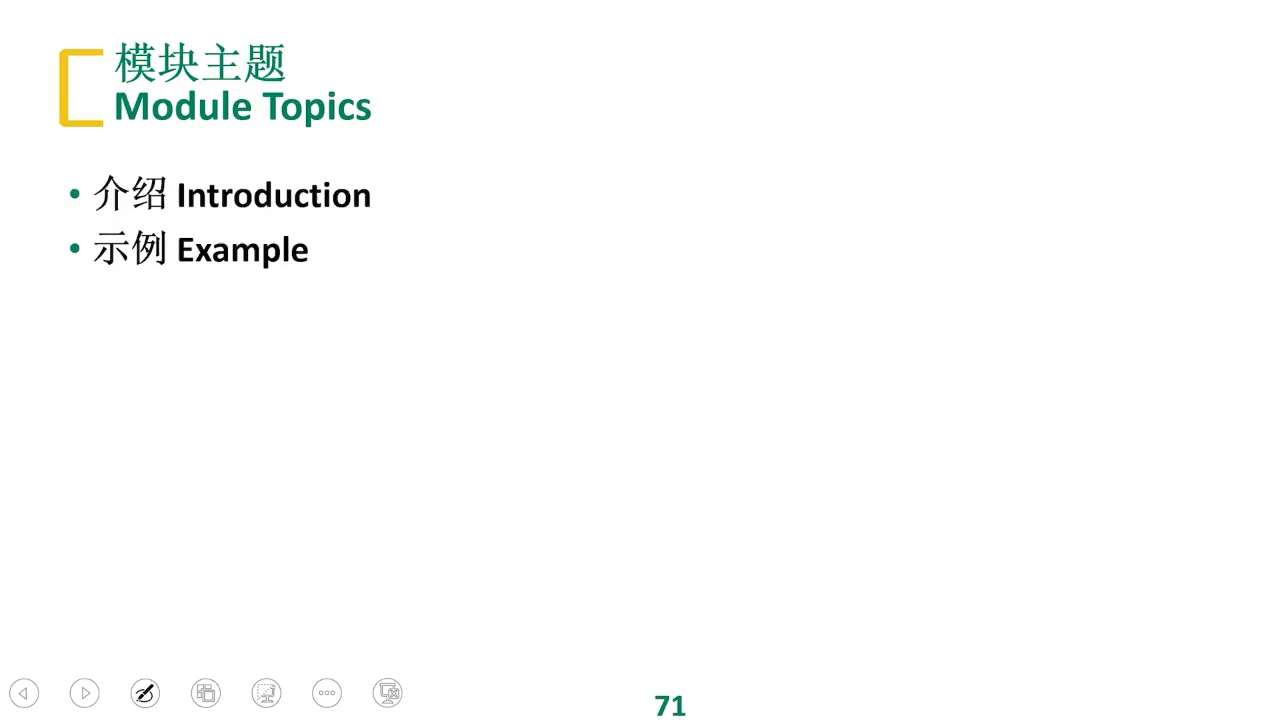 模块主题
Module Topics
• 介绍 Introduction
• 示例 Example
71